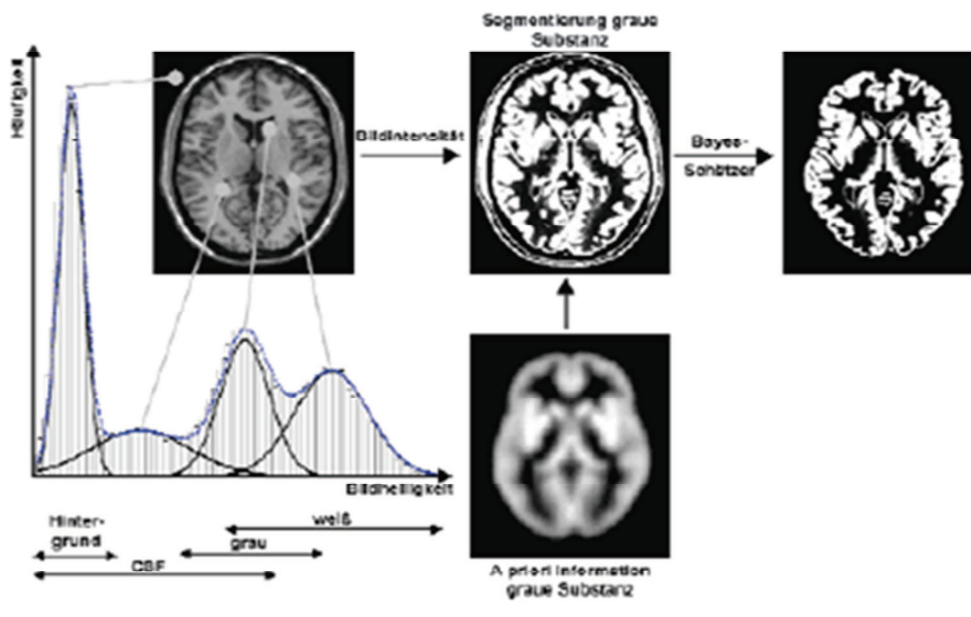 Segmentierung graue
Substanz
Häufigkeit
Bildintensität
Bayes-
Schätzer
Bildhelligkeit
Hinter-
grund
weiß
grau
CSF
A priori Information
graue Substanz